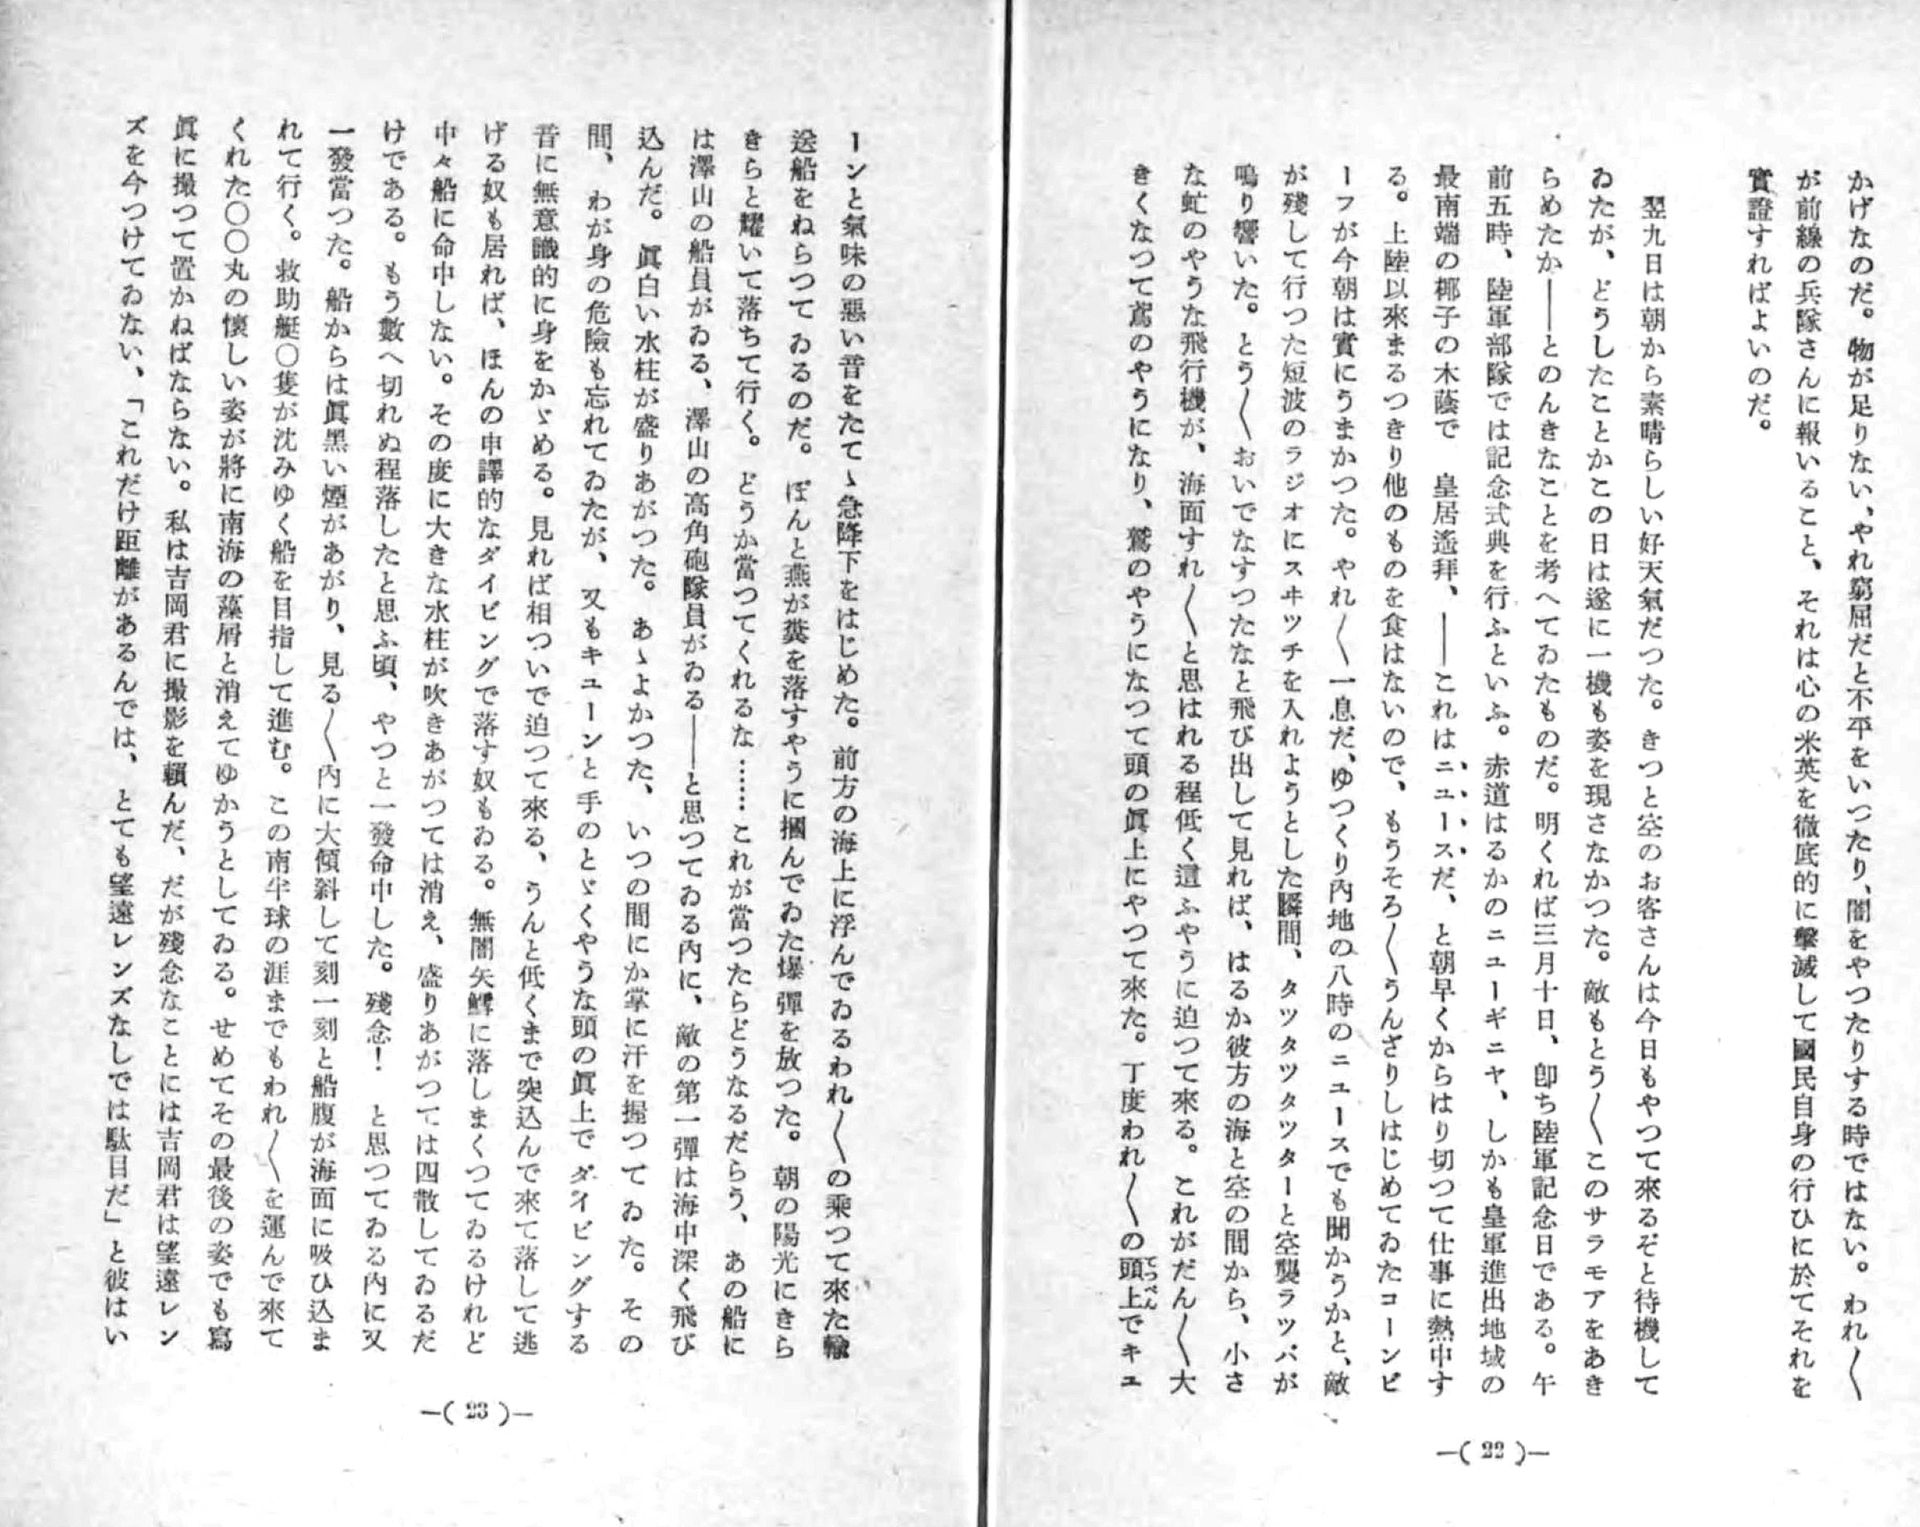 かげなのだ。物が足りない、やれ窮屈だと不平をいつたり、闇をやつたりする時ではない。われ〳〵
が前線の兵隊さんに報いること、それは心の米英を徹底的に擊滅して國民自身の行ひに於てそれを
實證すればよいのだ。
翌九日は朝から素晴らしい好天氣だつた。きつと空のお客さんは今日もやつて來るぞと待機して
ゐたが、どうしたことかこの日は遂に一機も姿を現さなかつた。敵もとう〳〵このサラモアをあき
らめたか――とのんきなことを考へてゐたものだ。明くれば三月十日、卽ち陸軍記念日である。午
前五時、陸軍部隊では記念式典を行ふといふ。赤道はるかのニューギニヤ、しかも皇軍進出地域の
最南端の椰子の木蔭で　皇居遙拜、――これはニュースだ、と朝早くからはり切つて仕事に熱中す
る。上陸以來まるつきり他のものを食はないので、もうそろ〳〵うんざりしはじめてゐたコーンビ
ーフが今朝は實にうまかつた。やれ〳〵一息だ、ゆつくり內地の八時のニュースでも聞かうかと、敵
が殘して行つた短波のラジオにスヰツチを入れようとした瞬間、タツタツタツターと空襲ラツパが
鳴り響いた。とう〳〵おいでなすつたなと飛び出して見れば、はるか彼方の海と空の間から、小さ
な虻のやうな飛行機が、海面すれ〳〵と思はれる程低く這ふやうに迫つて來る。これがだん〳〵大
きくなつて鳶のやうになり、鷲のやうになつて頭の眞上にやつて來た。丁度われ〳〵の頭上でキュ
てつぺん
―( 22 )―
ーンと氣味の惡い音をたてゝ急降下をはじめた。前方の海上に浮んでゐるわれ〳〵の乘つて來た輸
送船をねらつてゐるのだ。ぽんと燕が糞を落すやうに摑んでゐた爆彈を放つた。朝の陽光にきら
きらと耀いて落ちて行く。どうか當つてくれるな……これが當つたらどうなるだらう、あの船に
は澤山の船員がゐる、澤山の高角砲隊員がゐる――と思つてゐる內に、敵の第一彈は海中深く飛び
込んだ。眞白い水柱が盛りあがつた。あゝよかつた、いつの間にか掌に汗を握つてゐた。その
間、わが身の危險も忘れてゐたが、又もキューンと手のとゞくやうな頭の眞上でダイビングする
音に無意識的に身をかゞめる。見れば相ついで迫つて來る、うんと低くまで突込んで來て落して逃
げる奴も居れば、ほんの申譯的なダイビングで落す奴もゐる。無闇矢鱈に落しまくつてゐるけれど
中々船に命中しない。その度に大きな水柱が吹きあがつては消え、盛りあがつては四散してゐるだ
けである。もう數へ切れぬ程落したと思ふ頃、やつと一發命中した。殘念！　と思つてゐる內に又
一發當つた。船からは眞黑い煙があがり、見る〳〵內に大傾斜して刻一刻と船腹が海面に吸ひ込ま
れて行く。救助艇〇隻が沈みゆく船を目指して進む。この南半球の涯までもわれ〳〵を運んで來て
くれた〇〇丸の懷しい姿が將に南海の藻屑と消えてゆかうとしてゐる。せめてその最後の姿でも寫
眞に撮つて置かねばならない。私は吉岡君に撮影を賴んだ、だが殘念なことには吉岡君は望遠レン
ズを今つけてゐない、「これだけ距離があるんでは、とても望遠レンズなしでは駄目だ」と彼はい
―( 23 )―